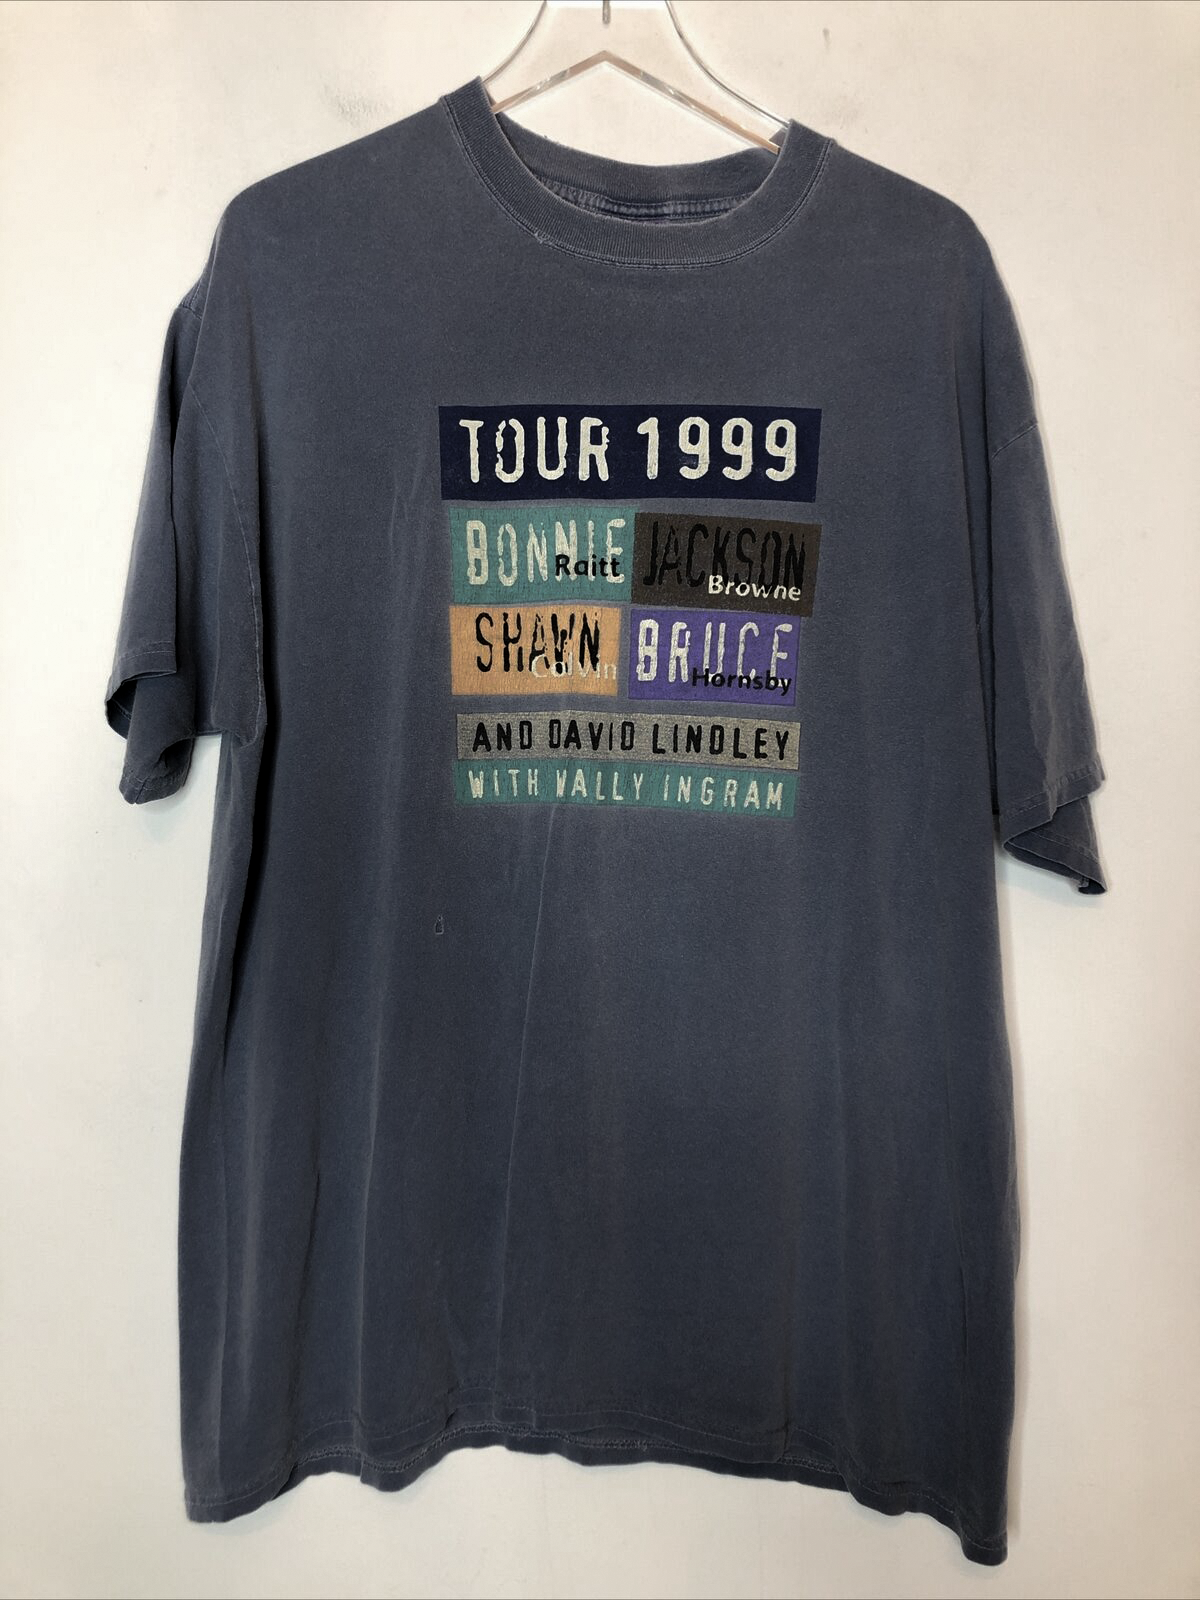 TOUR 1999
BONNIE Raitt
JACKSON Browne
SHAWN Colvin
BRUCE Hornsby
AND DAVID LINDLEY
WITH WALLY INGRAM